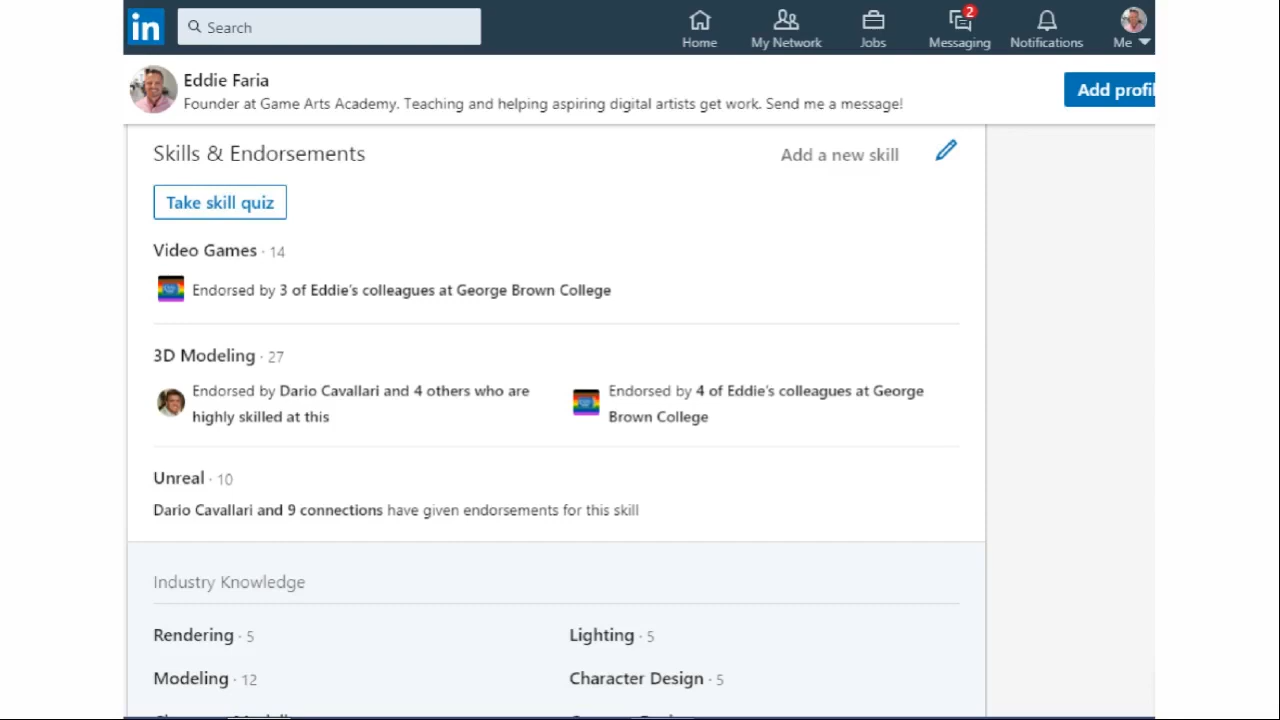 in
Search
2
Home
My Network
Jobs
Messaging
Notifications
Me
Eddie Faria
Founder at Game Arts Academy. Teaching and helping aspiring digital artists get work. Send me a message!
Add profil
Skills & Endorsements
Add a new skill
Take skill quiz
Video Games · 14
Endorsed by 3 of Eddie's colleagues at George Brown College
3D Modeling · 27
Endorsed by Dario Cavallari and 4 others who are
highly skilled at this
Endorsed by 4 of Eddie's colleagues at George
Brown College
Unreal · 10
Dario Cavallari and 9 connections have given endorsements for this skill
Industry Knowledge
Rendering · 5
Lighting · 5
Modeling · 12
Character Design · 5